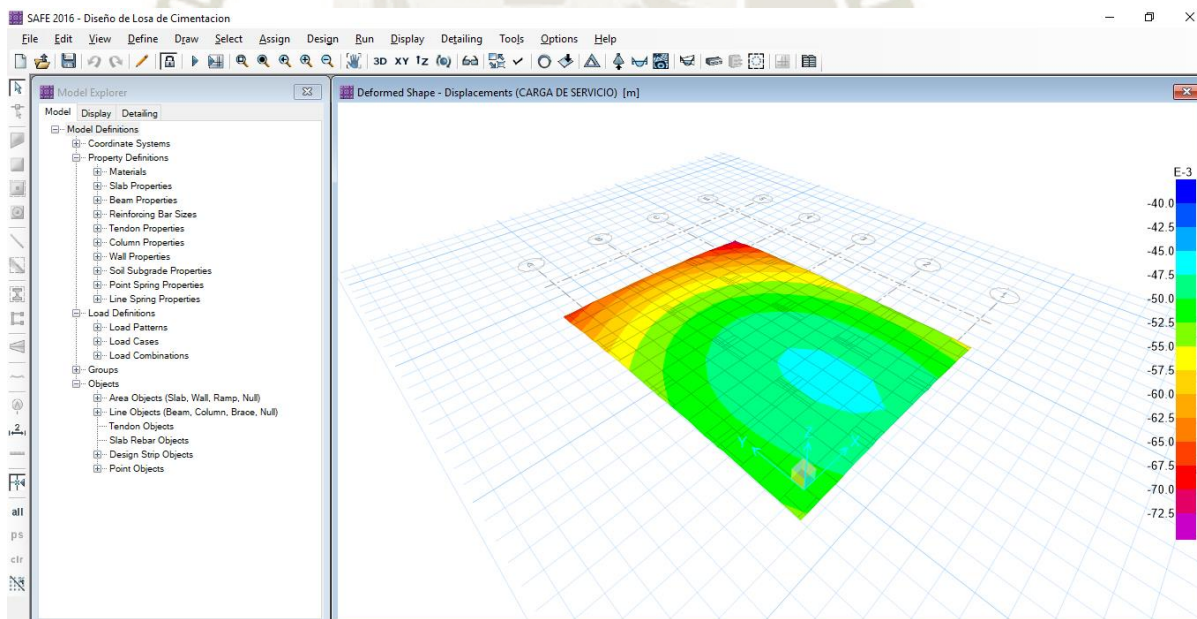 SAFE 2016 - Diseño de Losa de Cimentacion
File Edit View Define Draw Select Assign Design Run Display Detailing Tools Options Help
3D XY
Model Explorer
Model Display Detailing
Model Definitions
Coordinate Systems
Property Definitions
Materials
Slab Properties
Beam Properties
Reinforcing Bar Sizes
Tendon Properties
Column Properties
Wall Properties
Soil Subgrade Properties
Point Spring Properties
Line Spring Properties
Load Definitions
Load Patterns
Load Cases
Load Combinations
Groups
Objects
Area Objects (Slab, Wall, Ramp, Null)
Line Objects (Beam, Column, Brace, Null)
Tendon Objects
Slab Rebar Objects
Design Strip Objects
Point Objects
all
ps
clr
Deformed Shape - Displacements (CARGA DE SERVICIO) [m]
C
B
4
3
2
1
Y Z X
E-3
-40.0
-42.5
-45.0
-47.5
-50.0
-52.5
-55.0
-57.5
-60.0
-62.5
-65.0
-67.5
-70.0
-72.5